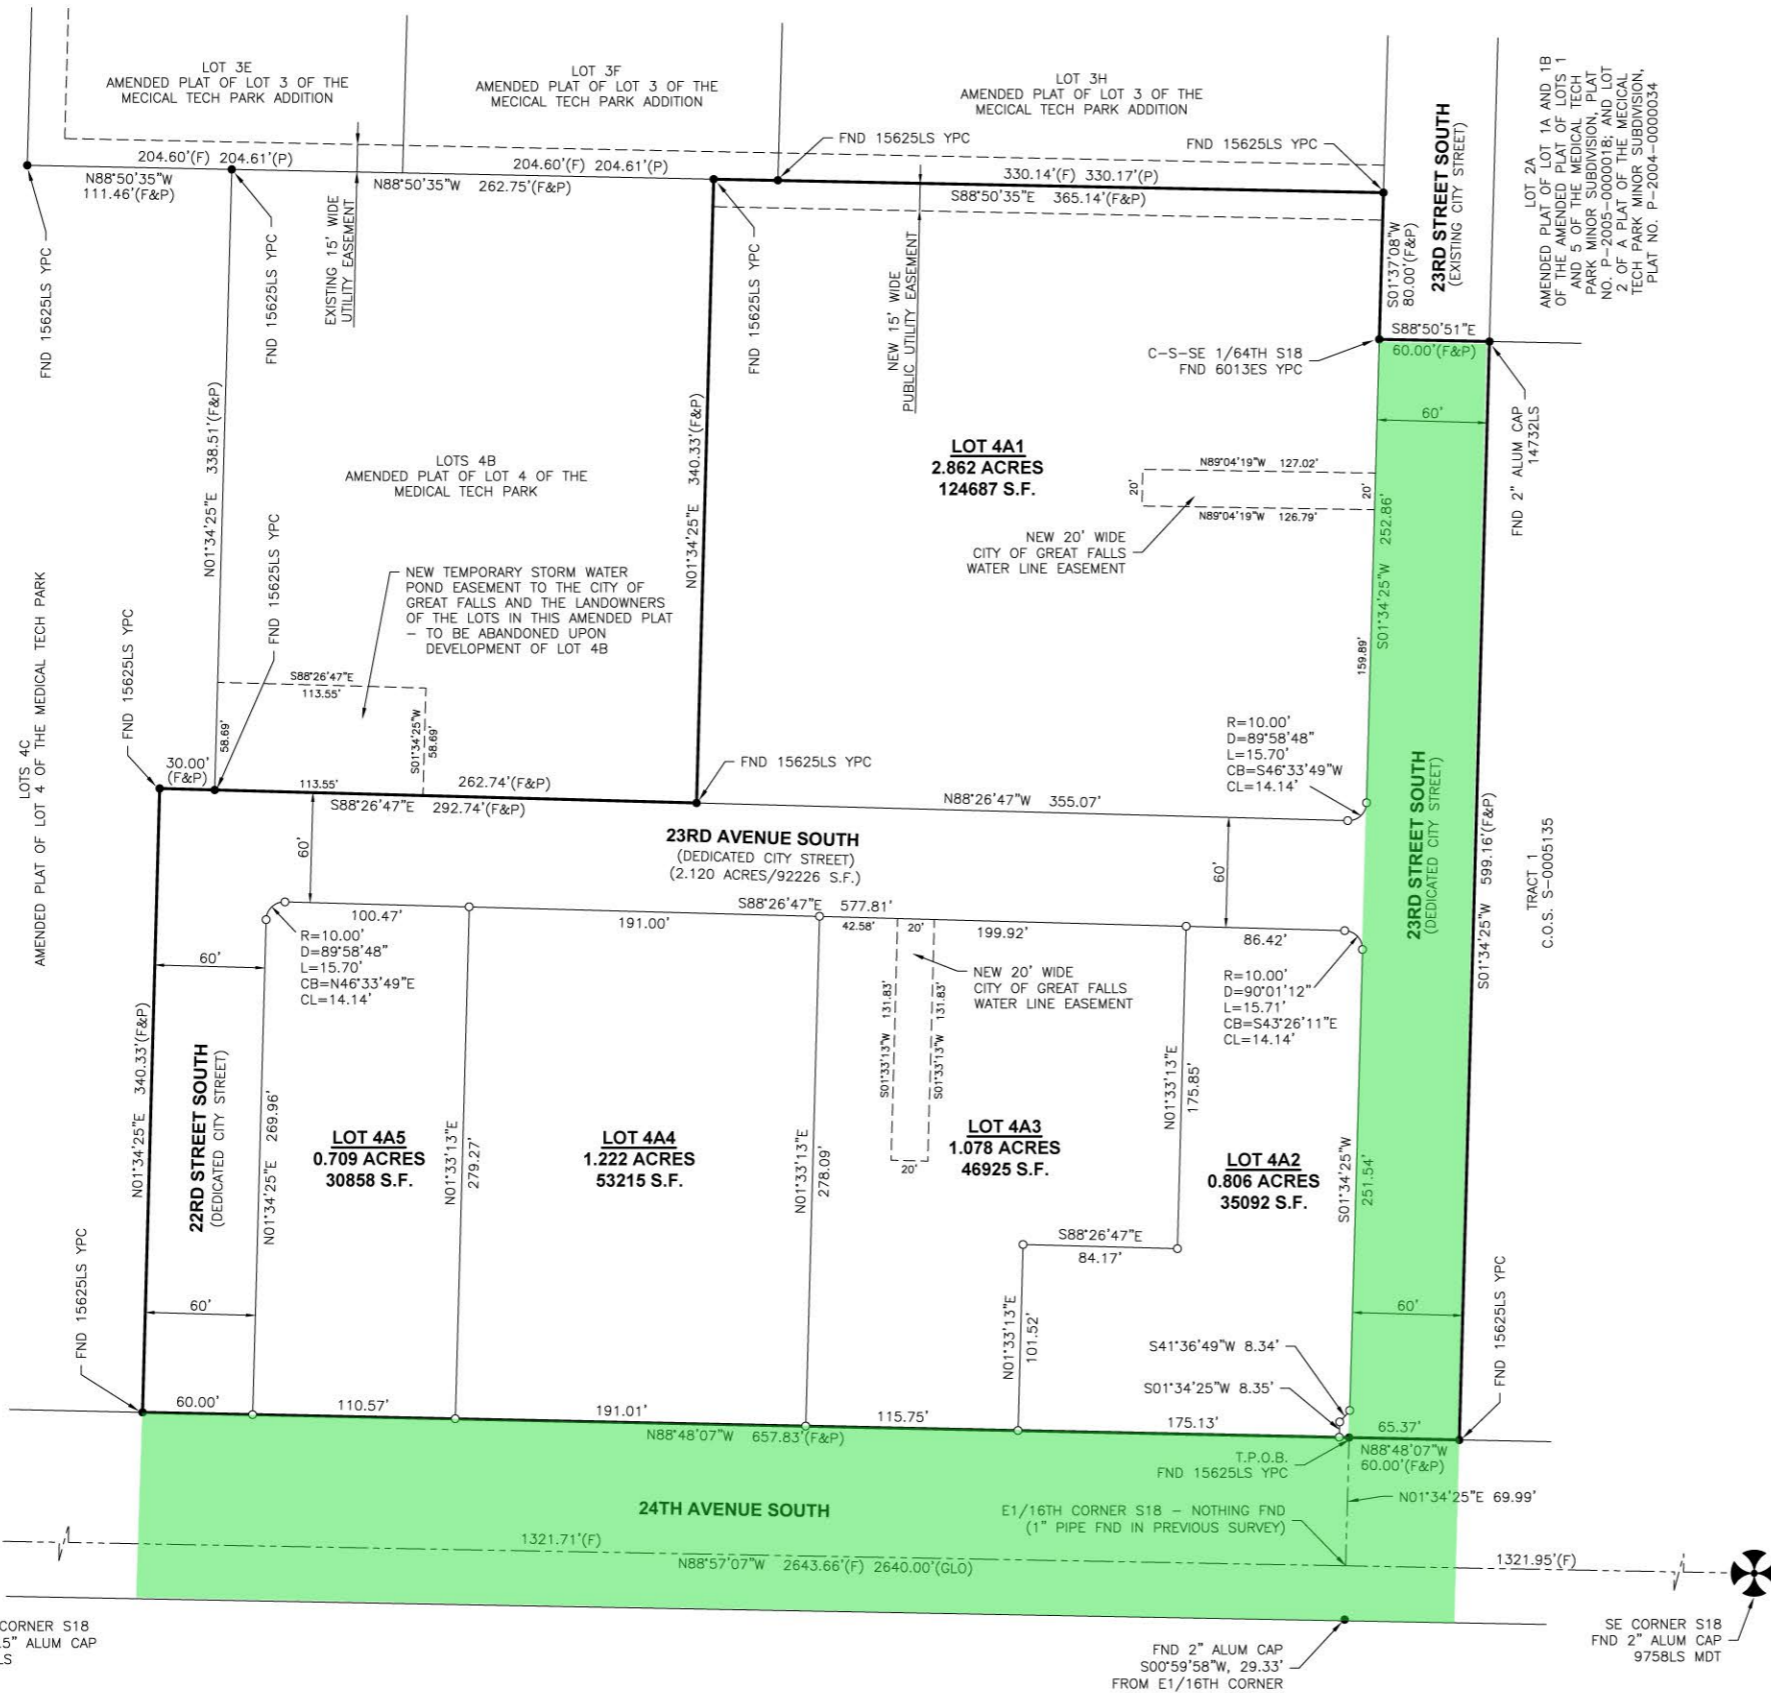 LOT 3E
AMENDED PLAT OF LOT 3 OF THE
MECICAL TECH PARK ADDITION
LOT 3F
AMENDED PLAT OF LOT 3 OF THE
MECICAL TECH PARK ADDITION
LOT 3H
AMENDED PLAT OF LOT 3 OF THE
MECICAL TECH PARK ADDITION
23RD STREET SOUTH
(EXISTING CITY STREET)
LOT 2A
AMENDED PLAT OF LOT 1A AND 1B
OF THE AMENDED PLAT OF LOTS 1
AND 5 OF THE MEDICAL TECH
PARK MINOR SUBDIVISION, PLAT
NO. P-2005-0000018; AND LOT
2 OF A PLAT OF THE MECICAL
TECH PARK MINOR SUBDIVISION,
PLAT NO. P-2004-0000034
FND 15625LS YPC
FND 15625LS YPC
204.60'(F) 204.61'(P)
204.60'(F) 204.61'(P)
330.14'(F) 330.17'(P)
N88°50'35"W
111.46'(F&P)
N88°50'35"W 262.75'(F&P)
S88°50'35"E 365.14'(F&P)
FND 15625LS YPC
FND 15625LS YPC
EXISTING 15' WIDE
UTILITY EASEMENT
FND 15625LS YPC
NEW 15' WIDE
PUBLIC UTILITY EASEMENT
S01°37'08"W
80.00'(F&P)
S88°50'51"E
60.00'(F&P)
C-S-SE 1/64TH S18
FND 6013ES YPC
60'
FND 2" ALUM CAP
14732LS
N01°34'25"E 338.51'(F&P)
N01°34'25"E 340.33'(F&P)
LOTS 4B
AMENDED PLAT OF LOT 4 OF THE
MEDICAL TECH PARK
LOT 4A1
2.862 ACRES
124687 S.F.
N89°04'19"W 127.02'
20'
20'
N89°04'19"W 126.79'
NEW 20' WIDE
CITY OF GREAT FALLS
WATER LINE EASEMENT
S01°34'25"W 252.86'
159.89'
LOTS 4C
AMENDED PLAT OF LOT 4 OF THE MEDICAL TECH PARK
FND 15625LS YPC
FND 15625LS YPC
NEW TEMPORARY STORM WATER
POND EASEMENT TO THE CITY OF
GREAT FALLS AND THE LANDOWNERS
OF THE LOTS IN THIS AMENDED PLAT
- TO BE ABANDONED UPON
DEVELOPMENT OF LOT 4B
S88°26'47"E
113.55'
58.69'
S01°34'25"W
58.69'
30.00'
(F&P)
113.55'
262.74'(F&P)
S88°26'47"E 292.74'(F&P)
FND 15625LS YPC
N88°26'47"W 355.07'
R=10.00'
D=89°58'48"
L=15.70'
CB=S46°33'49"W
CL=14.14'
23RD STREET SOUTH
(DEDICATED CITY STREET)
S01°34'25"W 599.16'(F&P)
TRACT 1
C.O.S. S-0005135
60'
23RD AVENUE SOUTH
(DEDICATED CITY STREET)
(2.120 ACRES/92226 S.F.)
60'
S88°26'47"E 577.81'
100.47'
191.00'
42.58'
20'
199.92'
86.42'
R=10.00'
D=89°58'48"
L=15.70'
CB=N46°33'49"E
CL=14.14'
60'
NEW 20' WIDE
CITY OF GREAT FALLS
WATER LINE EASEMENT
R=10.00'
D=90°01'12"
L=15.71'
CB=S43°26'11"E
CL=14.14'
N01°34'25"E 340.33'(F&P)
22RD STREET SOUTH
(DEDICATED CITY STREET)
N01°34'25"E 269.96'
LOT 4A5
0.709 ACRES
30858 S.F.
N01°33'13"E
279.27'
LOT 4A4
1.222 ACRES
53215 S.F.
N01°33'13"E
278.09'
S01°33'13"W 131.83'
S01°33'13"W 131.83'
20'
LOT 4A3
1.078 ACRES
46925 S.F.
N01°33'13"E
175.85'
LOT 4A2
0.806 ACRES
35092 S.F.
S01°34'25"W
251.54'
S88°26'47"E
84.17'
N01°33'13"E
101.52'
FND 15625LS YPC
60'
60'
FND 15625LS YPC
S41°36'49"W 8.34'
S01°34'25"W 8.35'
60.00'
110.57'
191.01'
115.75'
175.13'
65.37'
N88°48'07"W 657.83'(F&P)
N88°48'07"W
60.00'(F&P)
T.P.O.B.
FND 15625LS YPC
N01°34'25"E 69.99'
24TH AVENUE SOUTH
E1/16TH CORNER S18 - NOTHING FND
(1" PIPE FND IN PREVIOUS SURVEY)
1321.71'(F)
N88°57'07"W 2643.66'(F) 2640.00'(GLO)
1321.95'(F)
CORNER S18
.5" ALUM CAP
LS
FND 2" ALUM CAP
S00°59'58"W, 29.33'
FROM E1/16TH CORNER
SE CORNER S18
FND 2" ALUM CAP
9758LS MDT